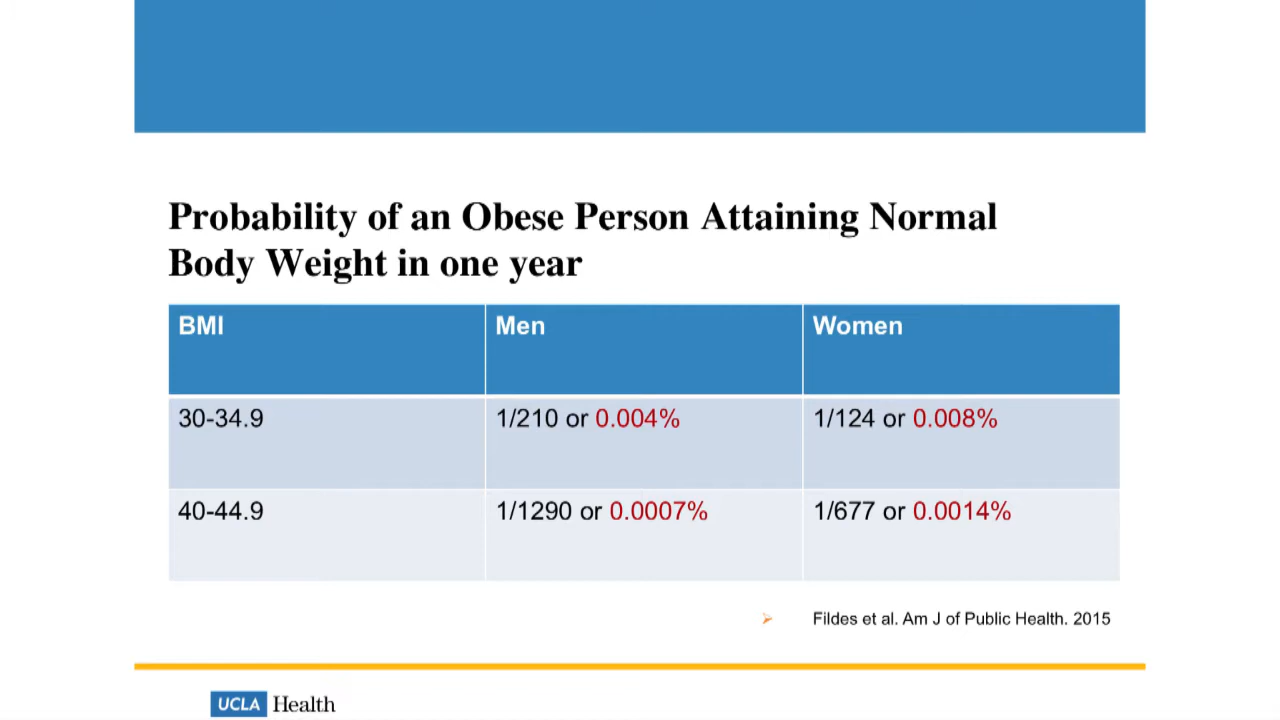 Probability of an Obese Person Attaining Normal
Body Weight in one year
BMI Men Women
30-34.9 1/210 or 0.004% 1/124 or 0.008%
40-44.9 1/1290 or 0.0007% 1/677 or 0.0014%
Fildes et al. Am J of Public Health. 2015
UCLA Health